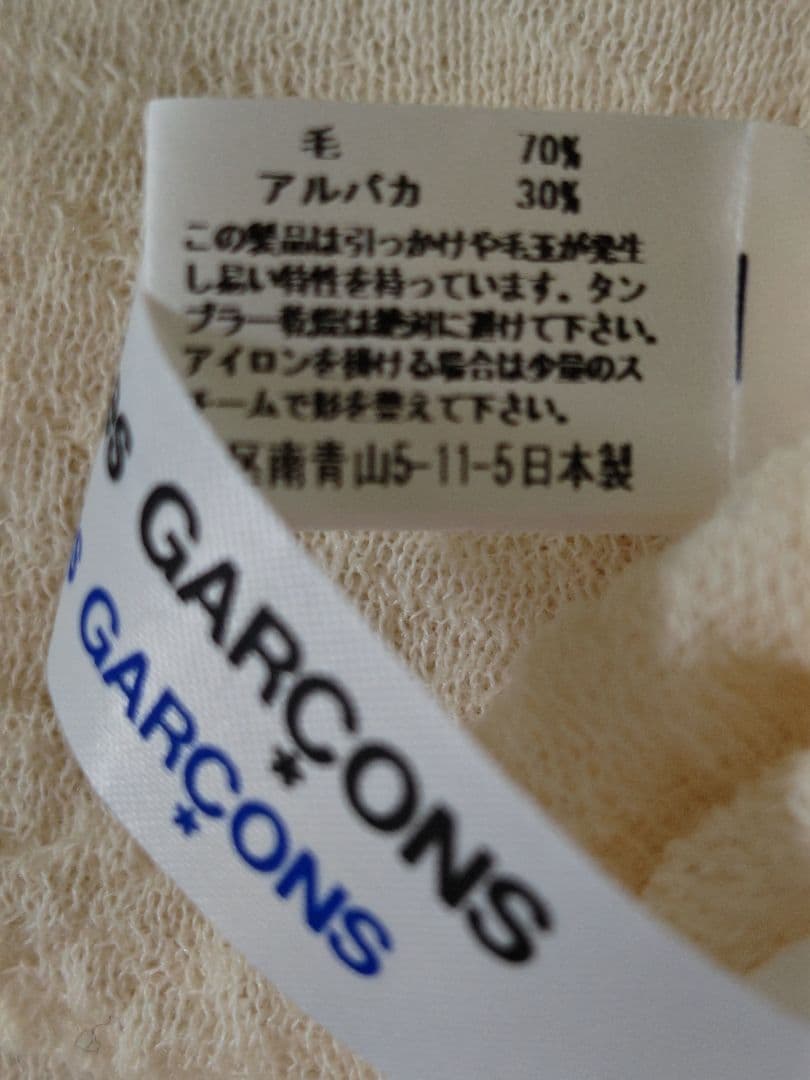 毛 70%
アルパカ 30%
この製品は引っかけや毛玉が発生
し易い特性を持っています。タン
ブラー乾燥は絶対に避けて下さい。
アイロンを掛ける場合は少量のス
チームで形を整えて下さい。
区南青山5-11-5日本製
GARÇONS
GARÇONS